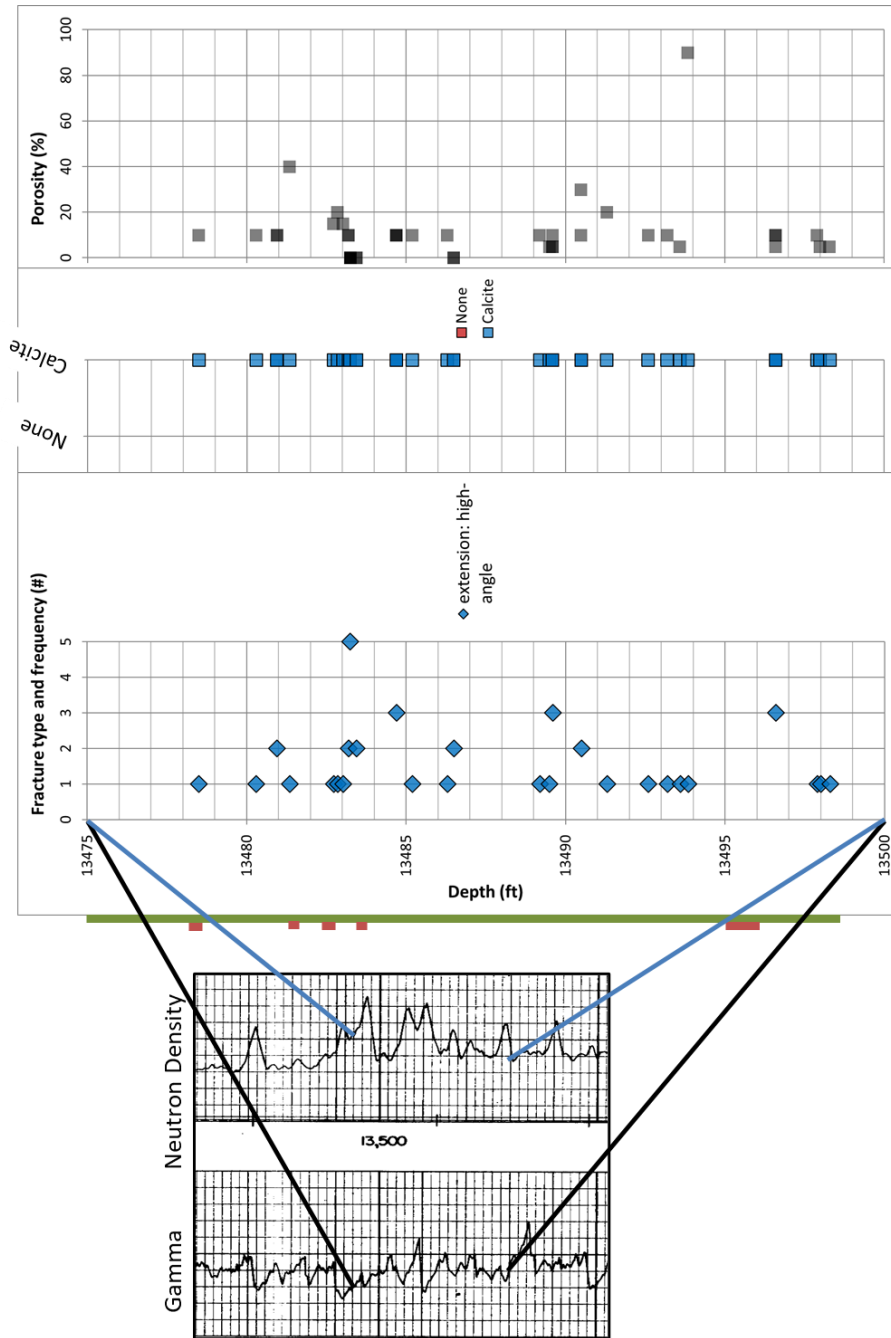 Porosity (%)
0
20
40
60
80
100
None
Calcite
None
Calcite
Fracture type and frequency (#)
0
1
2
3
4
5
extension: high-
angle
13475
13480
13485
13490
13495
13500
Depth (ft)
Neutron Density
13,500
Gamma